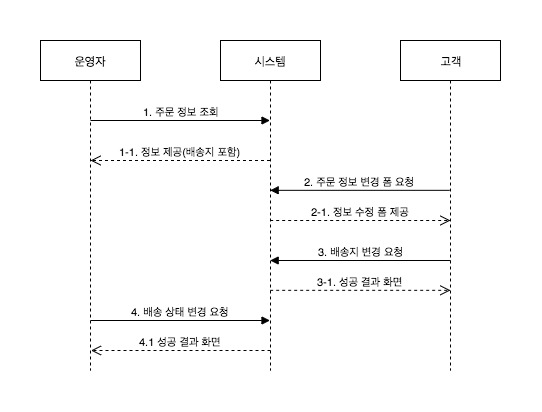 운영자
시스템
고객
1. 주문 정보 조회
1-1. 정보 제공(배송지 포함)
2. 주문 정보 변경 폼 요청
2-1. 정보 수정 폼 제공
3. 배송지 변경 요청
3-1. 성공 결과 화면
4. 배송 상태 변경 요청
4.1 성공 결과 화면